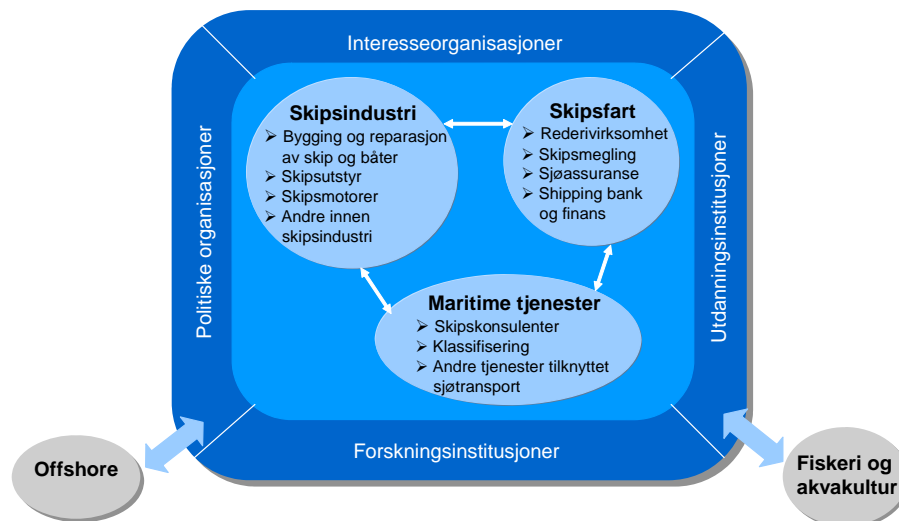 Interesseorganisasjoner
Politiske organisasjoner
Skipsindustri
➢ Bygging og reparasjon
av skip og båter
➢ Skipsutstyr
➢ Skipsmotorer
➢ Andre innen
skipsindustri
Skipsfart
➢ Rederivirksomhet
➢ Skipsmegling
➢ Sjøassuranse
➢ Shipping bank
og finans
Utdanningsinstitusjoner
Maritime tjenester
➢ Skipskonsulenter
➢ Klassifisering
➢ Andre tjenester tilknyttet
sjøtransport
Forskningsinstitusjoner
Offshore
Fiskeri og
akvakultur